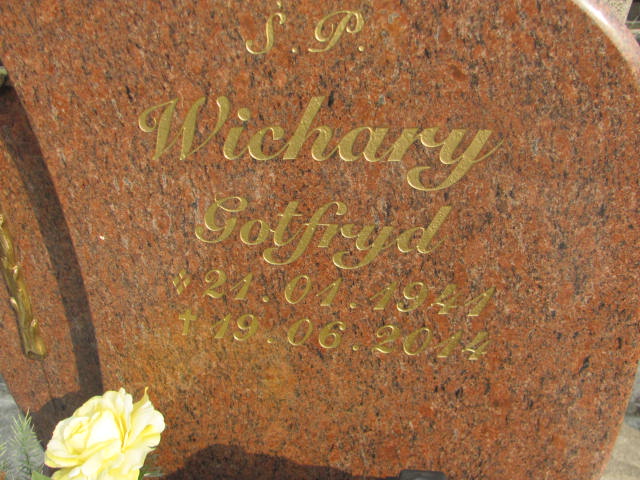 Ś.P.
Wichary
Gotfryd
* 21.01.1941
† 19.06.2014